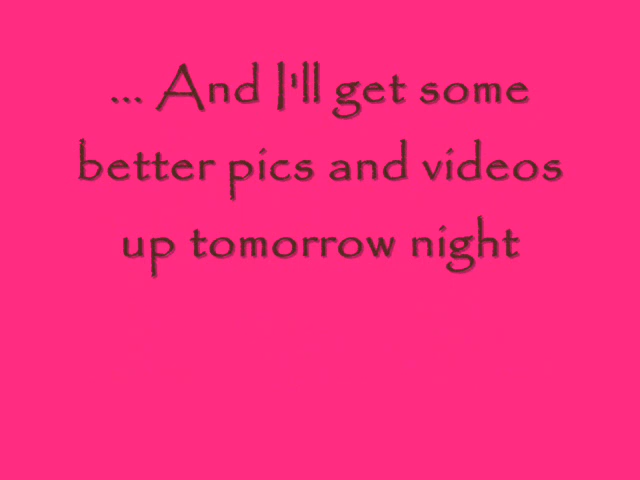 ... And I'll get some
better pics and videos
up tomorrow night